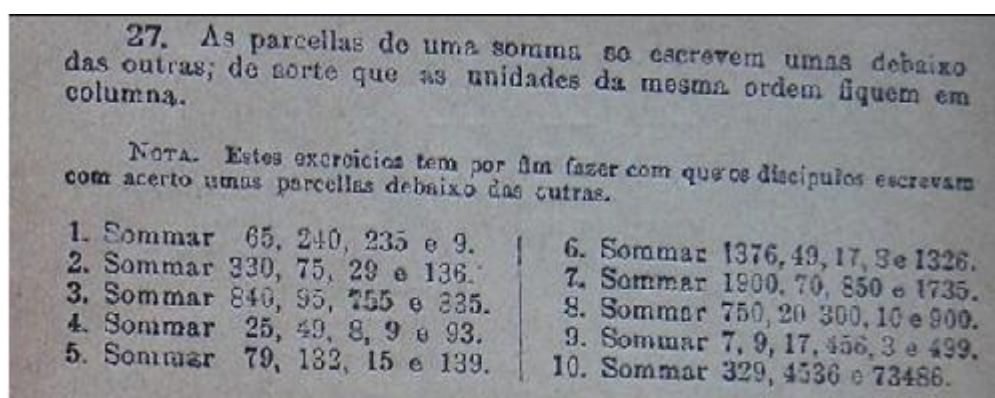 27. As parcellas de uma somma se escrevem umas debaixo
das outras; de sorte que as unidades da mesma ordem fiquem em
columna.
NOTA. Estes exercicios tem por fim fazer com que os discipulos escrevam
com acerto umas parcellas debaixo das outras.
1. Sommar 65, 240, 235 e 9.
2. Sommar 330, 75, 29 e 136.
3. Sommar 840, 95, 755 e 335.
4. Sommar 25, 49, 8, 9 e 93.
5. Sommar 79, 132, 15 e 139.
6. Sommar 1376, 49, 17, e 1326.
7. Sommar 1900, 70, 850 e 1735.
8. Sommar 750, 20 300, 10 e 900.
9. Sommar 7, 9, 17, 456, 3 e 499.
10. Sommar 329, 4536 e 73486.